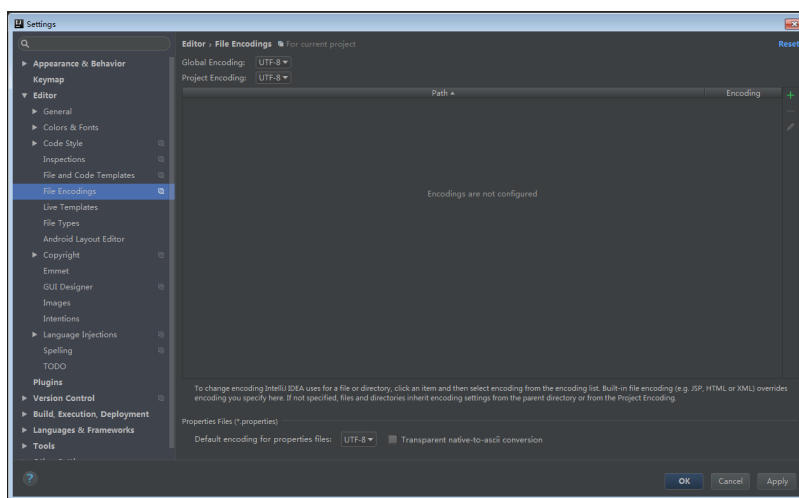 Settings
Editor › File Encodings For current project
Reset
Appearance & Behavior
Keymap
Editor
General
Colors & Fonts
Code Style
Inspections
File and Code Templates
File Encodings
Live Templates
File Types
Android Layout Editor
Copyright
Emmet
GUI Designer
Images
Intentions
Language Injections
Spelling
TODO
Plugins
Version Control
Build, Execution, Deployment
Languages & Frameworks
Tools
Global Encoding: UTF-8
Project Encoding: UTF-8
Path Encoding
Encodings are not configured
To change encoding IntelliJ IDEA uses for a file or directory, click an item and then select encoding from the encoding list. Built-in file encoding (e.g. JSP, HTML or XML) overrides
encoding you specify here. If not specified, files and directories inherit encoding settings from the parent directory or from the Project Encoding.
Properties Files (*.properties)
Default encoding for properties files: UTF-8 Transparent native-to-ascii conversion
?
OK Cancel Apply